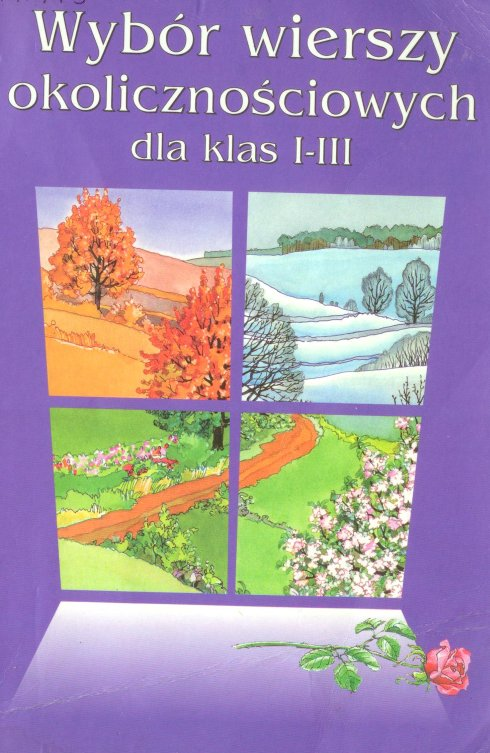 Wybór wierszy
okolicznościowych
dla klas I-III